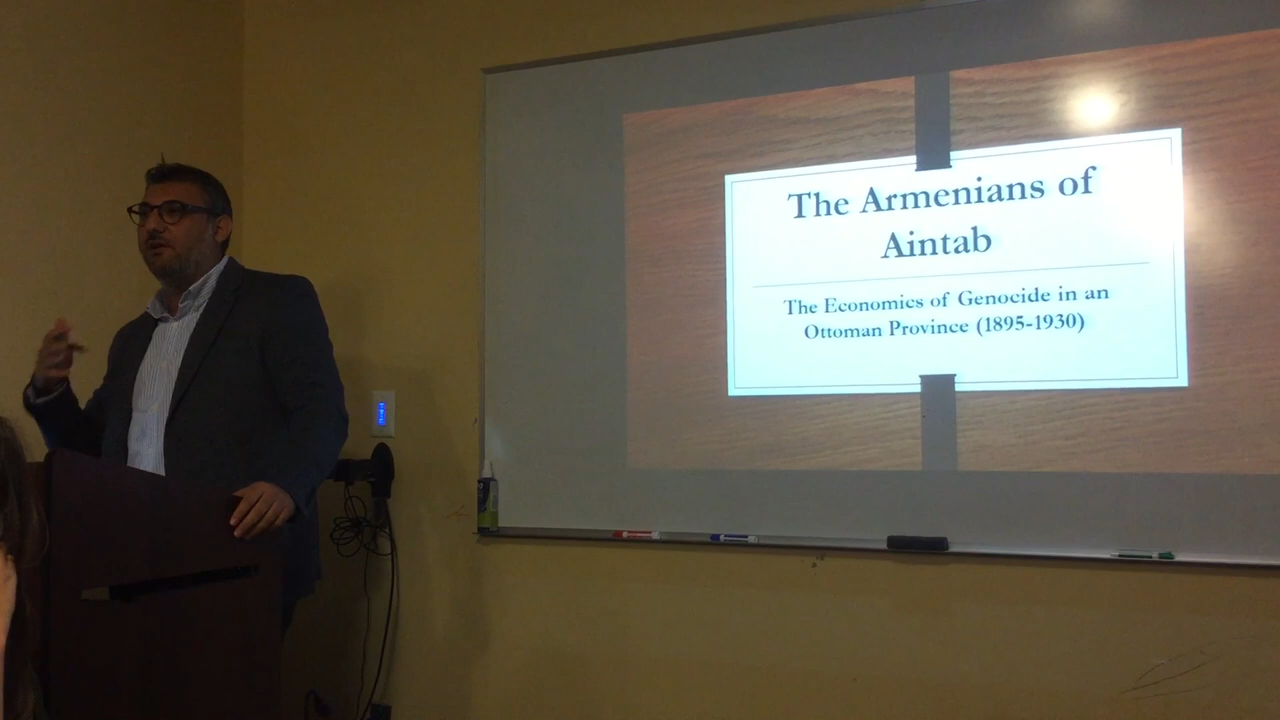 The Armenians of
Aintab
The Economics of Genocide in an
Ottoman Province (1895-1930)